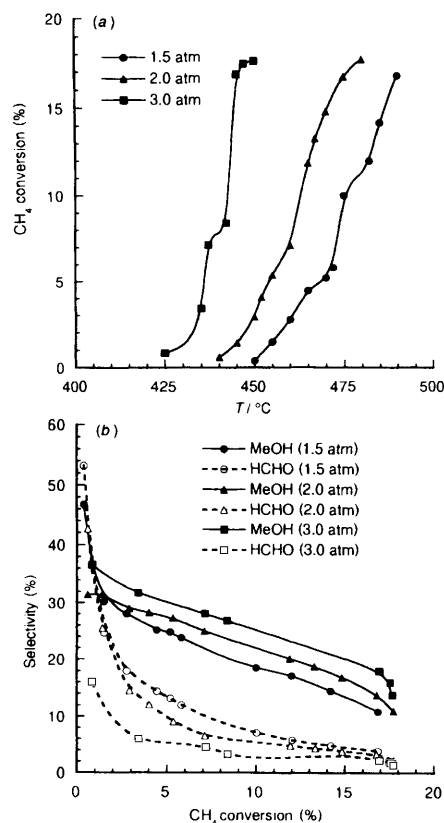 (a)
1.5 atm
2.0 atm
3.0 atm
CH4 conversion (%)
20
15
10
5
0
400 425 450 475 500
T/°C
(b)
MeOH (1.5 atm)
HCHO (1.5 atm)
MeOH (2.0 atm)
HCHO (2.0 atm)
MeOH (3.0 atm)
HCHO (3.0 atm)
Selectivity (%)
60
50
40
30
20
10
0
0 5 10 15 20
CH4 conversion (%)